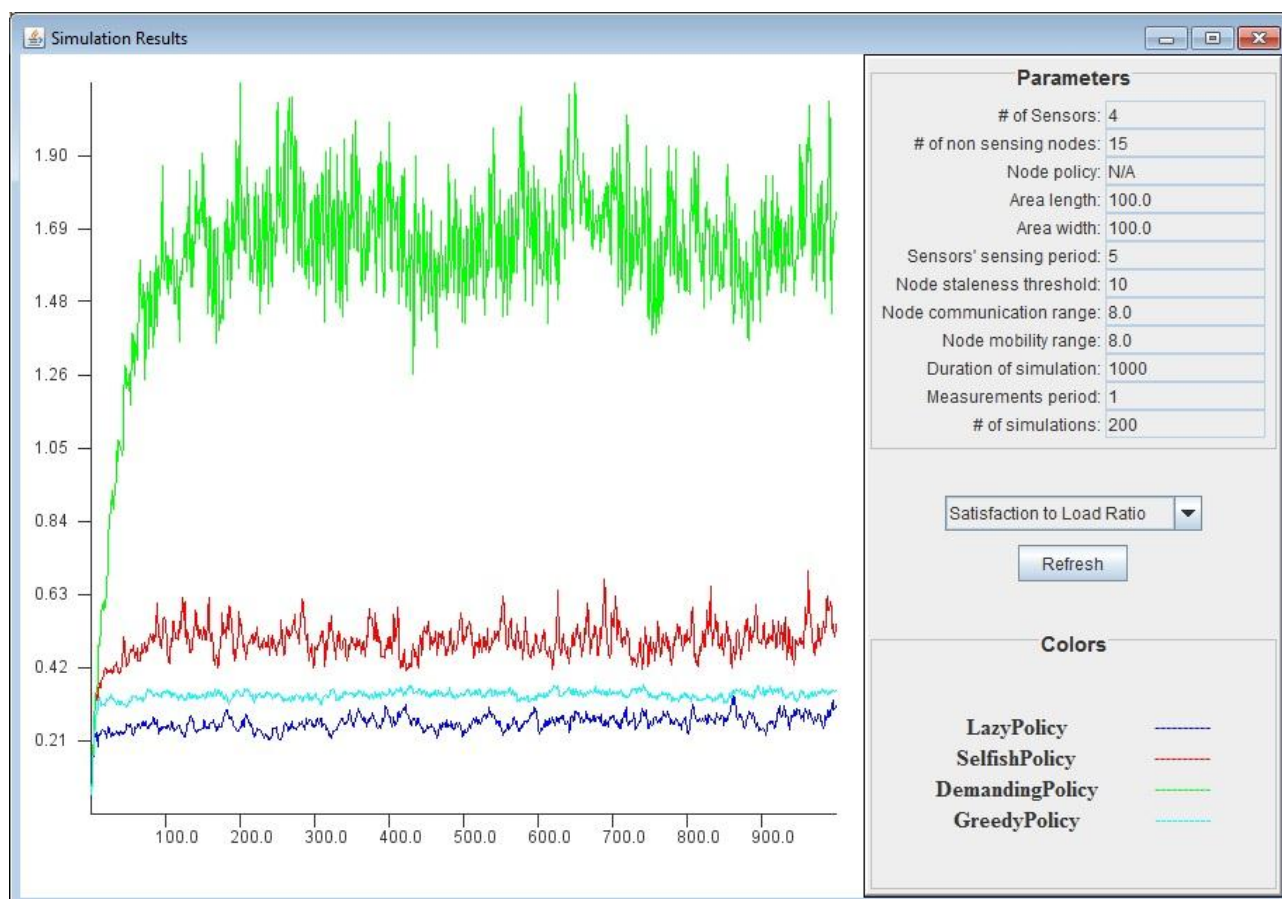 Simulation Results
1.90
1.69
1.48
1.26
1.05
0.84
0.63
0.42
0.21
100.0 200.0 300.0 400.0 500.0 600.0 700.0 800.0 900.0
Parameters
# of Sensors: 4
# of non sensing nodes: 15
Node policy: N/A
Area length: 100.0
Area width: 100.0
Sensors' sensing period: 5
Node staleness threshold: 10
Node communication range: 8.0
Node mobility range: 8.0
Duration of simulation: 1000
Measurements period: 1
# of simulations: 200
Satisfaction to Load Ratio
Refresh
Colors
LazyPolicy
SelfishPolicy
DemandingPolicy
GreedyPolicy